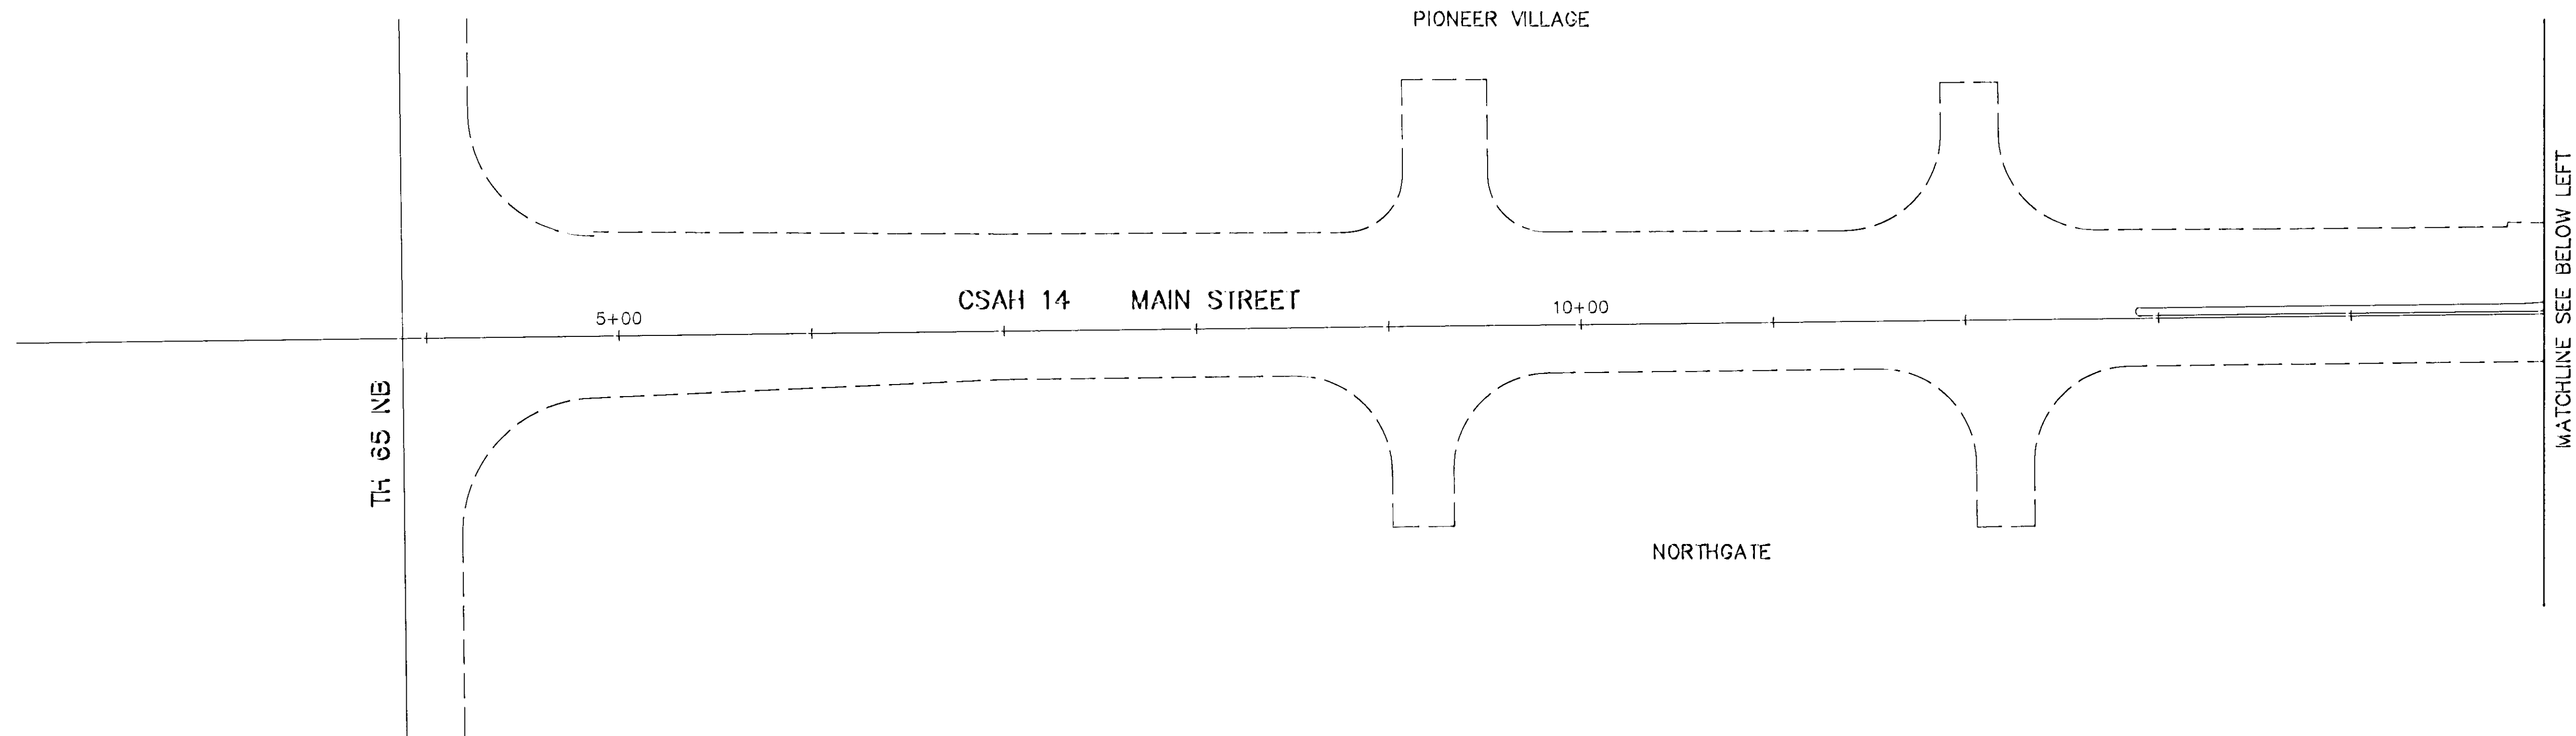 PIONEER VILLAGE
CSAH 14 MAIN STREET
5+00
10+00
TH 65 NB
NORTHGATE
MATCHLINE SEE BELOW LEFT